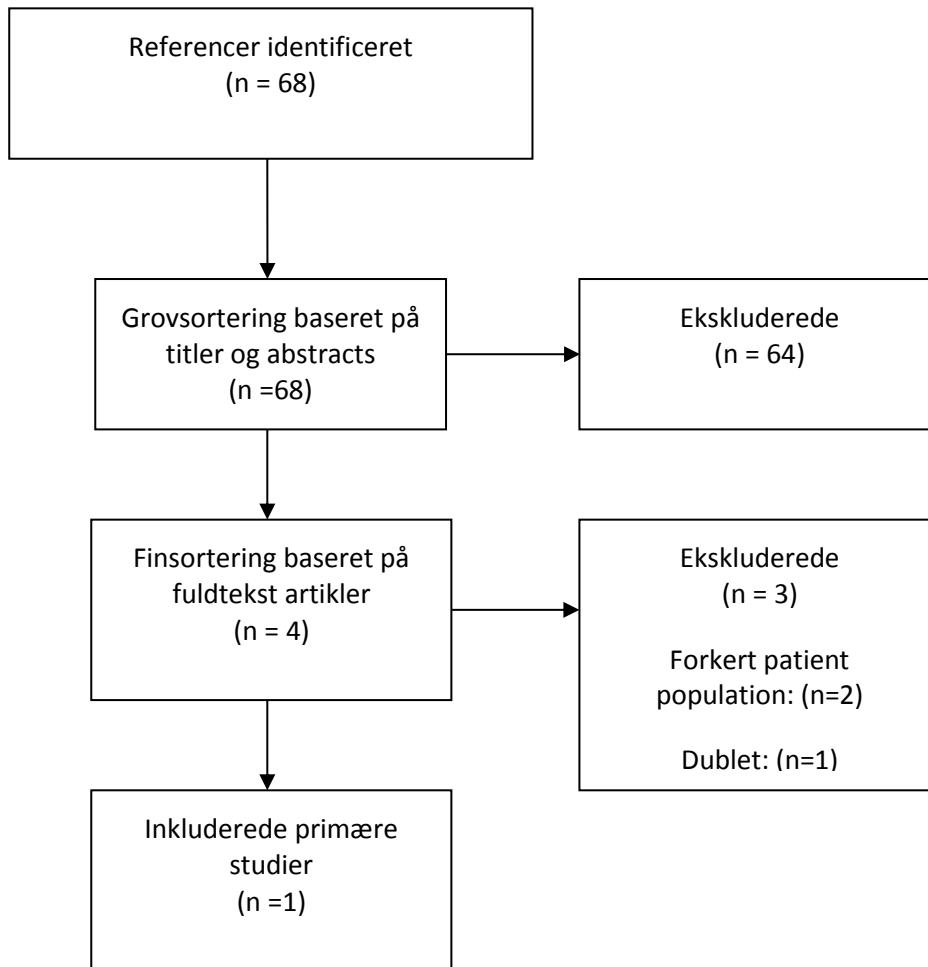 Referencer identificeret
(n = 68)
Grovsortering baseret på
titler og abstracts
(n =68)
Ekskluderede
(n = 64)
Finsortering baseret på
fuldtekst artikler
(n = 4)
Ekskluderede
(n = 3)
Forkert patient
population: (n=2)
Dublet: (n=1)
Inkluderede primære
studier
(n =1)